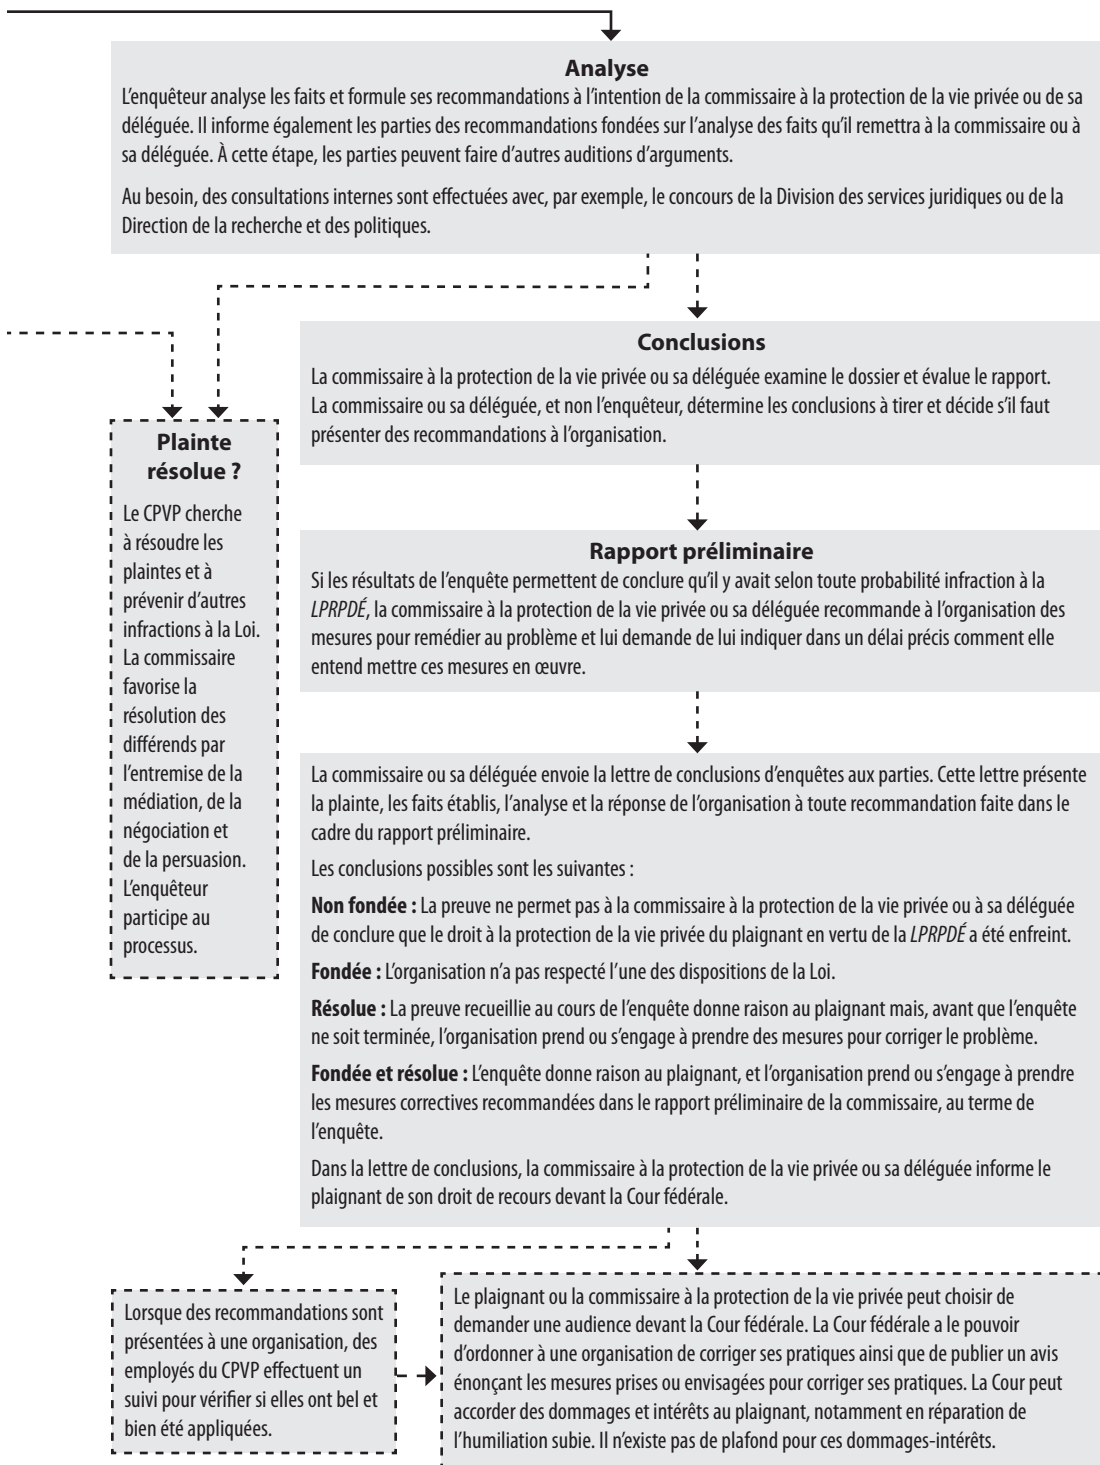 Analyse
L'enquêteur analyse les faits et formule ses recommandations à l'intention de la commissaire à la protection de la vie privée ou de sa
déléguée. Il informe également les parties des recommandations fondées sur l'analyse des faits qu'il remettra à la commissaire ou à
sa déléguée. À cette étape, les parties peuvent faire d'autres auditions d'arguments.
Au besoin, des consultations internes sont effectuées avec, par exemple, le concours de la Division des services juridiques ou de la
Direction de la recherche et des politiques.
Conclusions
La commissaire à la protection de la vie privée ou sa déléguée examine le dossier et évalue le rapport.
La commissaire ou sa déléguée, et non l'enquêteur, détermine les conclusions à tirer et décide s'il faut
présenter des recommandations à l'organisation.
Plainte
résolue ?
Le CPVP cherche
à résoudre les
plaintes et à
prévenir d'autres
infractions à la Loi.
La commissaire
favorise la
résolution des
différends par
l'entremise de la
médiation, de la
négociation et
de la persuasion.
L'enquêteur
participe au
processus.
Rapport préliminaire
Si les résultats de l'enquête permettent de conclure qu'il y avait selon toute probabilité infraction à la
LPRPDÉ, la commissaire à la protection de la vie privée ou sa déléguée recommande à l'organisation des
mesures pour remédier au problème et lui demande de lui indiquer dans un délai précis comment elle
entend mettre ces mesures en œuvre.
La commissaire ou sa déléguée envoie la lettre de conclusions d'enquêtes aux parties. Cette lettre présente
la plainte, les faits établis, l'analyse et la réponse de l'organisation à toute recommandation faite dans le
cadre du rapport préliminaire.
Les conclusions possibles sont les suivantes :
Non fondée : La preuve ne permet pas à la commissaire à la protection de la vie privée ou à sa déléguée
de conclure que le droit à la protection de la vie privée du plaignant en vertu de la LPRPDÉ a été enfreint.
Fondée : L'organisation n'a pas respecté l'une des dispositions de la Loi.
Résolue : La preuve recueillie au cours de l'enquête donne raison au plaignant mais, avant que l'enquête
ne soit terminée, l'organisation prend ou s'engage à prendre des mesures pour corriger le problème.
Fondée et résolue : L'enquête donne raison au plaignant, et l'organisation prend ou s'engage à prendre
les mesures correctives recommandées dans le rapport préliminaire de la commissaire, au terme de
l'enquête.
Dans la lettre de conclusions, la commissaire à la protection de la vie privée ou sa déléguée informe le
plaignant de son droit de recours devant la Cour fédérale.
Lorsque des recommandations sont
présentées à une organisation, des
employés du CPVP effectuent un
suivi pour vérifier si elles ont bel et
bien été appliquées.
Le plaignant ou la commissaire à la protection de la vie privée peut choisir de
demander une audience devant la Cour fédérale. La Cour fédérale a le pouvoir
d'ordonner à une organisation de corriger ses pratiques ainsi que de publier un avis
énonçant les mesures prises ou envisagées pour corriger ses pratiques. La Cour peut
accorder des dommages et intérêts au plaignant, notamment en réparation de
l'humiliation subie. Il n'existe pas de plafond pour ces dommages-intérêts.